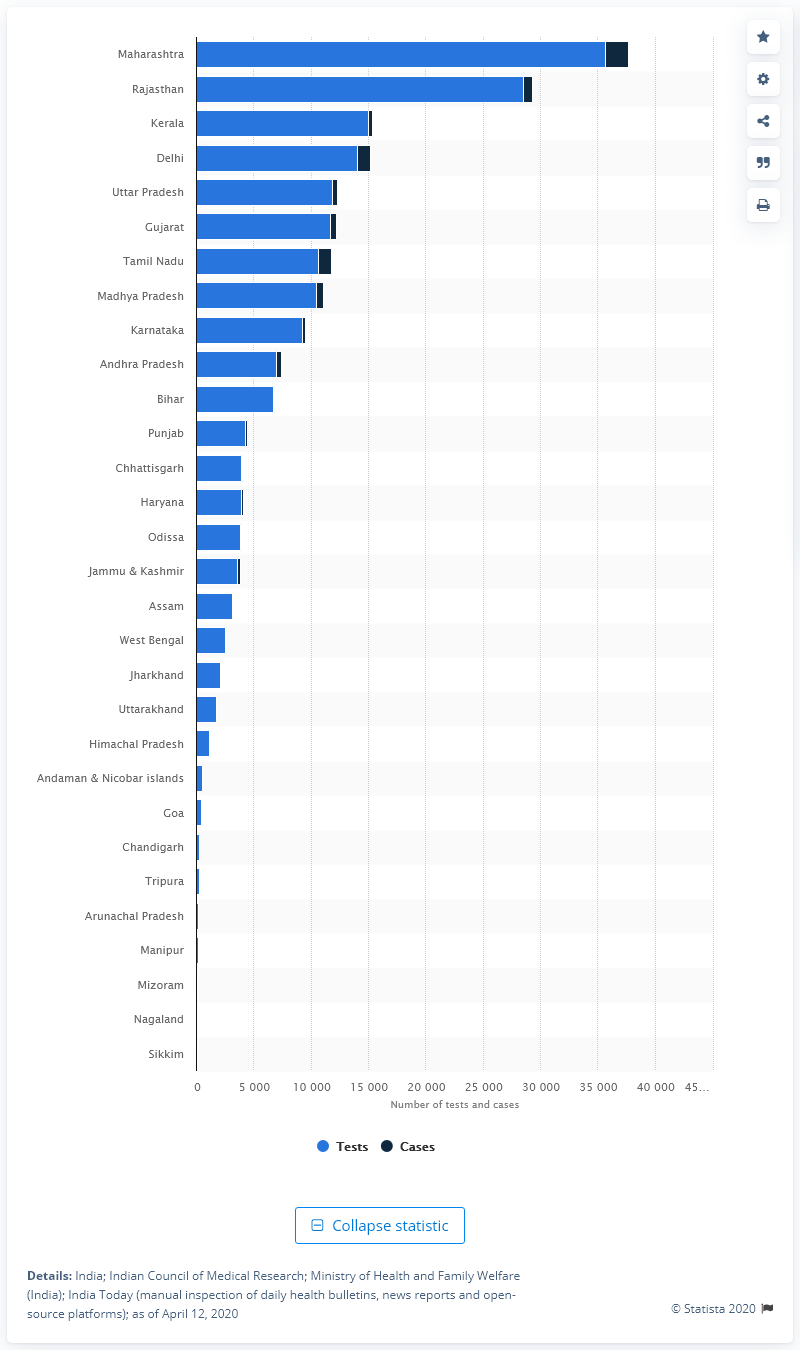 Maharashtra
Rajasthan
Kerala
Delhi
Uttar Pradesh
Gujarat
Tamil Nadu
Madhya Pradesh
Karnataka
Andhra Pradesh
Bihar
Punjab
Chhattisgarh
Haryana
Odissa
Jammu & Kashmir
Assam
West Bengal
Jharkhand
Uttarakhand
Himachal Pradesh
Andaman & Nicobar islands
Goa
Chandigarh
Tripura
Arunachal Pradesh
Manipur
Mizoram
Nagaland
Sikkim
0 5 000 10 000 15 000 20 000 25 000 30 000 35 000 40 000 45…
Number of tests and cases
Tests Cases
Collapse statistic
Details: India; Indian Council of Medical Research; Ministry of Health and Family Welfare
(India); India Today (manual inspection of daily health bulletins, news reports and open-
source platforms); as of April 12, 2020
© Statista 2020